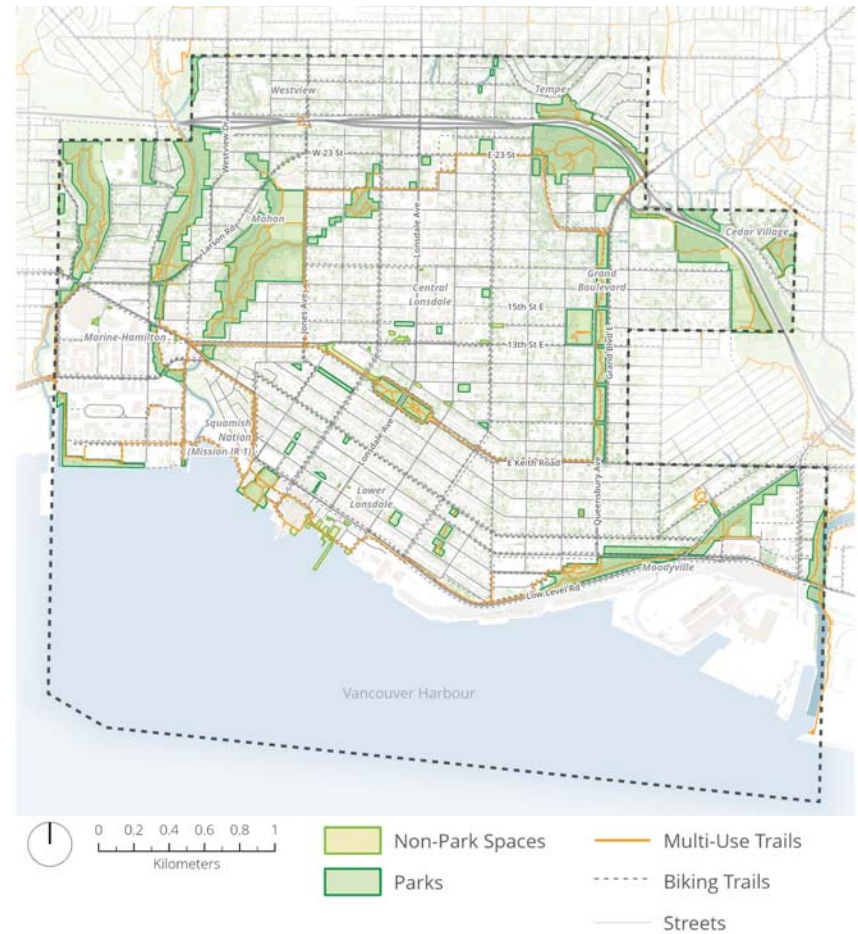 Westview
Tempe
Westview Dr
W 23 St
E 23 St
Mahon
Larson Rd
Lonsdale Ave
Cedar Village
Grand
Boulevard
Central
Lonsdale
Jones Ave
15th St E
Marine-Hamilton
13th St E
Grand Blvd E
Squamish
Nation
(Mission IR 1)
Lonsdale Ave
E Keith Road
Lower
Lonsdale
Queensbury Ave
Moodyville
Low Level Rd
Vancouver Harbour
0 0.2 0.4 0.6 0.8 1
Kilometers
Non-Park Spaces
Parks
Multi-Use Trails
Biking Trails
Streets